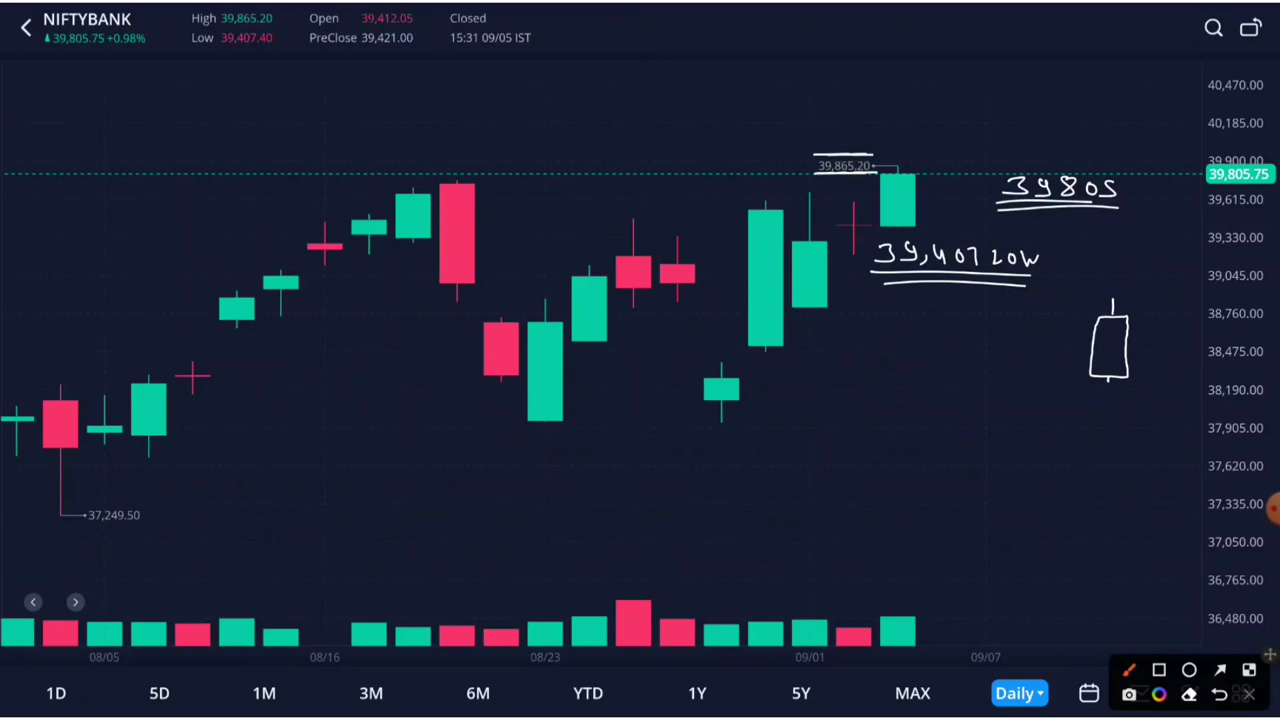 NIFTYBANK
39,805.75 +0.98%
High 39,865.20
Low 39,407.40
Open 39,412.05
PreClose 39,421.00
Closed
15:31 09/05 IST
40,470.00
40,185.00
39,900.00
39,865.20
39,805.75
39805
39,615.00
39,330.00
39,407 LOW
39,045.00
38,760.00
38,475.00
38,190.00
37,905.00
37,620.00
37,335.00
37,249.50
37,050.00
36,765.00
36,480.00
08/05 08/16 08/23 09/01 09/07
1D 5D 1M 3M 6M YTD 1Y 5Y MAX Daily